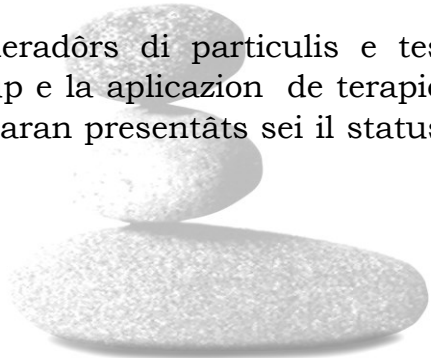 eradôrs di particulis e tes
p e la aplicazion de terapie
aran presentâts sei il status